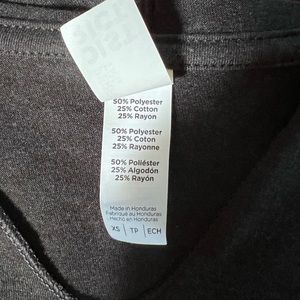 50% Polyester
25% Cotton
25% Rayon
50% Polyester
25% Coton
25% Rayonne
50% Poliéster
25% Algodón
25% Rayón
Made in Honduras
Fabriqué au Honduras
Hecho en Honduras
XS | TP | ECH